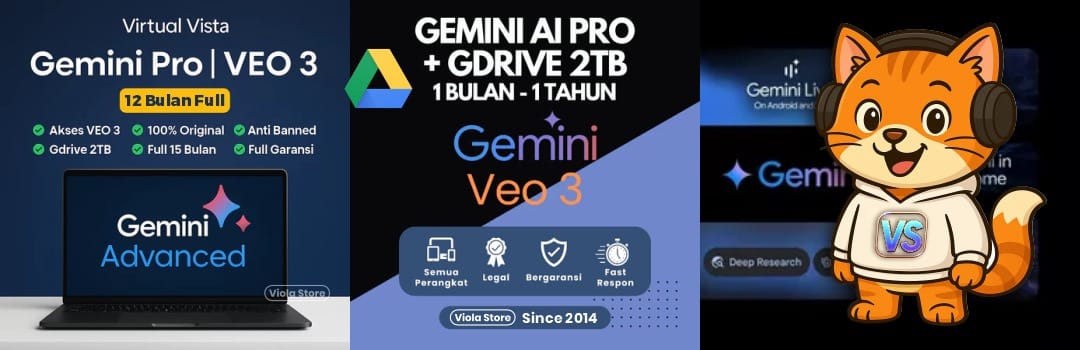 Virtual Vista
Gemini Pro | VEO 3
12 Bulan Full
Akses VEO 3 100% Original Anti Banned
Gdrive 2TB Full 15 Bulan Full Garansi
Gemini
Advanced
Viola Store
GEMINI AI PRO
+ GDRIVE 2TB
1 BULAN - 1 TAHUN
Gemini
Veo 3
Semua Perangkat
Legal
Bergaransi
Fast Respon
Viola Store Since 2014
Gemini
On Android and
in
VS
Deep Research